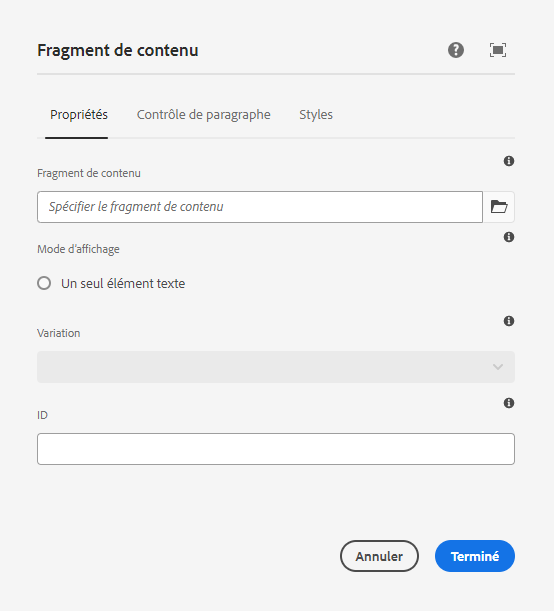 Fragment de contenu
Propriétés Contrôle de paragraphe Styles
Fragment de contenu
Spécifier le fragment de contenu
Mode d'affichage
Un seul élément texte
Variation
ID
Annuler Terminé